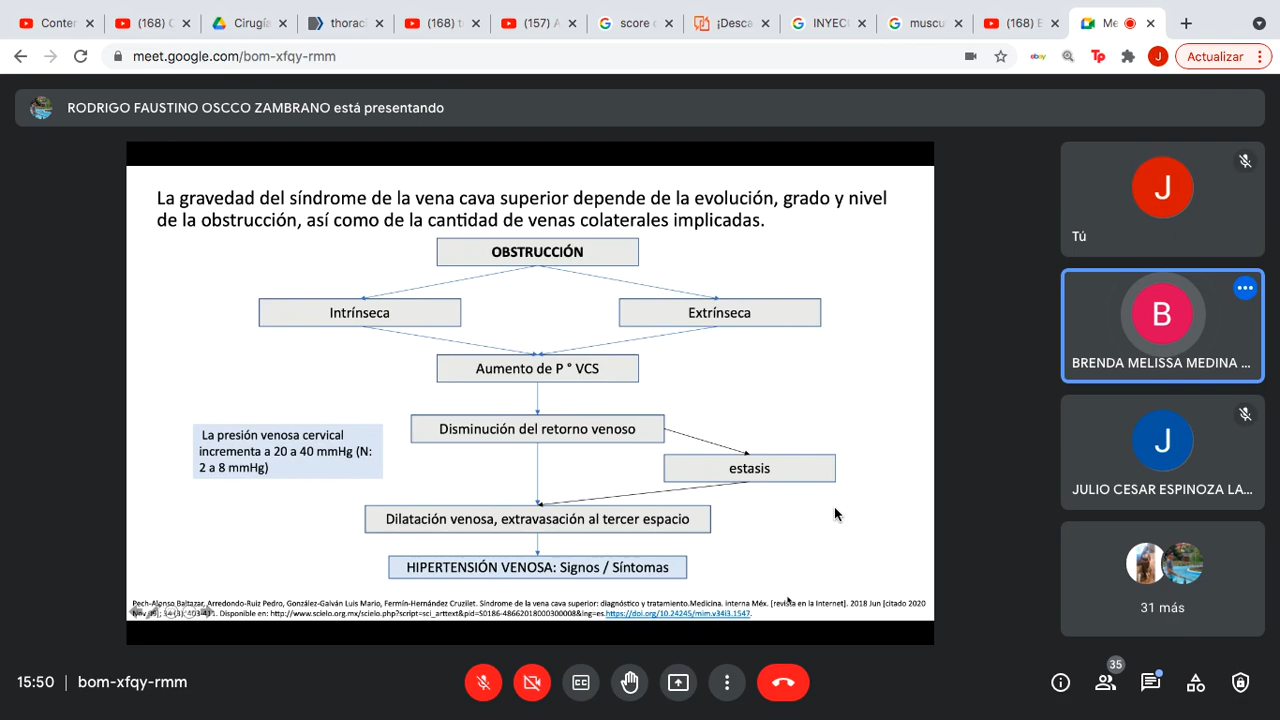 Conten
(168) C
Cirugía
thoraci
(168) t
(157) A
score c
¡Desca
INYEC
muscu
(168) E
Me
meet.google.com/bom-xfqy-rmm
ebay
Tp
J
Actualizar
RODRIGO FAUSTINO OSCCO ZAMBRANO está presentando
La gravedad del síndrome de la vena cava superior depende de la evolución, grado y nivel
de la obstrucción, así como de la cantidad de venas colaterales implicadas.
OBSTRUCCIÓN
Intrínseca
Extrínseca
Aumento de P ° VCS
Disminución del retorno venoso
La presión venosa cervical
incrementa a 20 a 40 mmHg (N:
2 a 8 mmHg)
estasis
Dilatación venosa, extravasación al tercer espacio
HIPERTENSIÓN VENOSA: Signos / Síntomas
Pech-Alonso Baltazar, Arredondo-Ruiz Pedro, González-Galván Luis Mario, Fermín-Hernández Cruzilet. Síndrome de la vena cava superior: diagnóstico y tratamiento.Medicina. interna Méx. [revista en la Internet]. 2018 Jun [citado 2020
Disponible en: http://www.scielo.org.mx/scielo.php?script=sci_arttext&pid=S0186-48662018000300008&lng=es.https://doi.org/10.24245/mim.v34i3.1547.
J
Tú
B
BRENDA MELISSA MEDINA ...
J
JULIO CESAR ESPINOZA LA...
31 más
15:50 | bom-xfqy-rmm
CC
35